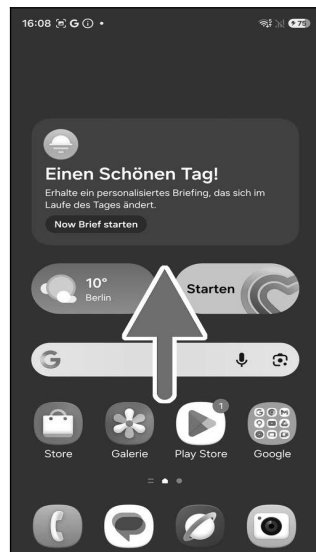 16:08 G
75
Einen Schönen Tag!
Erhalte ein personalisiertes Briefing, das sich im
Laufe des Tages ändert.
Now Brief starten
10°
Berlin
Starten
G
1
Store
Galerie
Play Store
Google